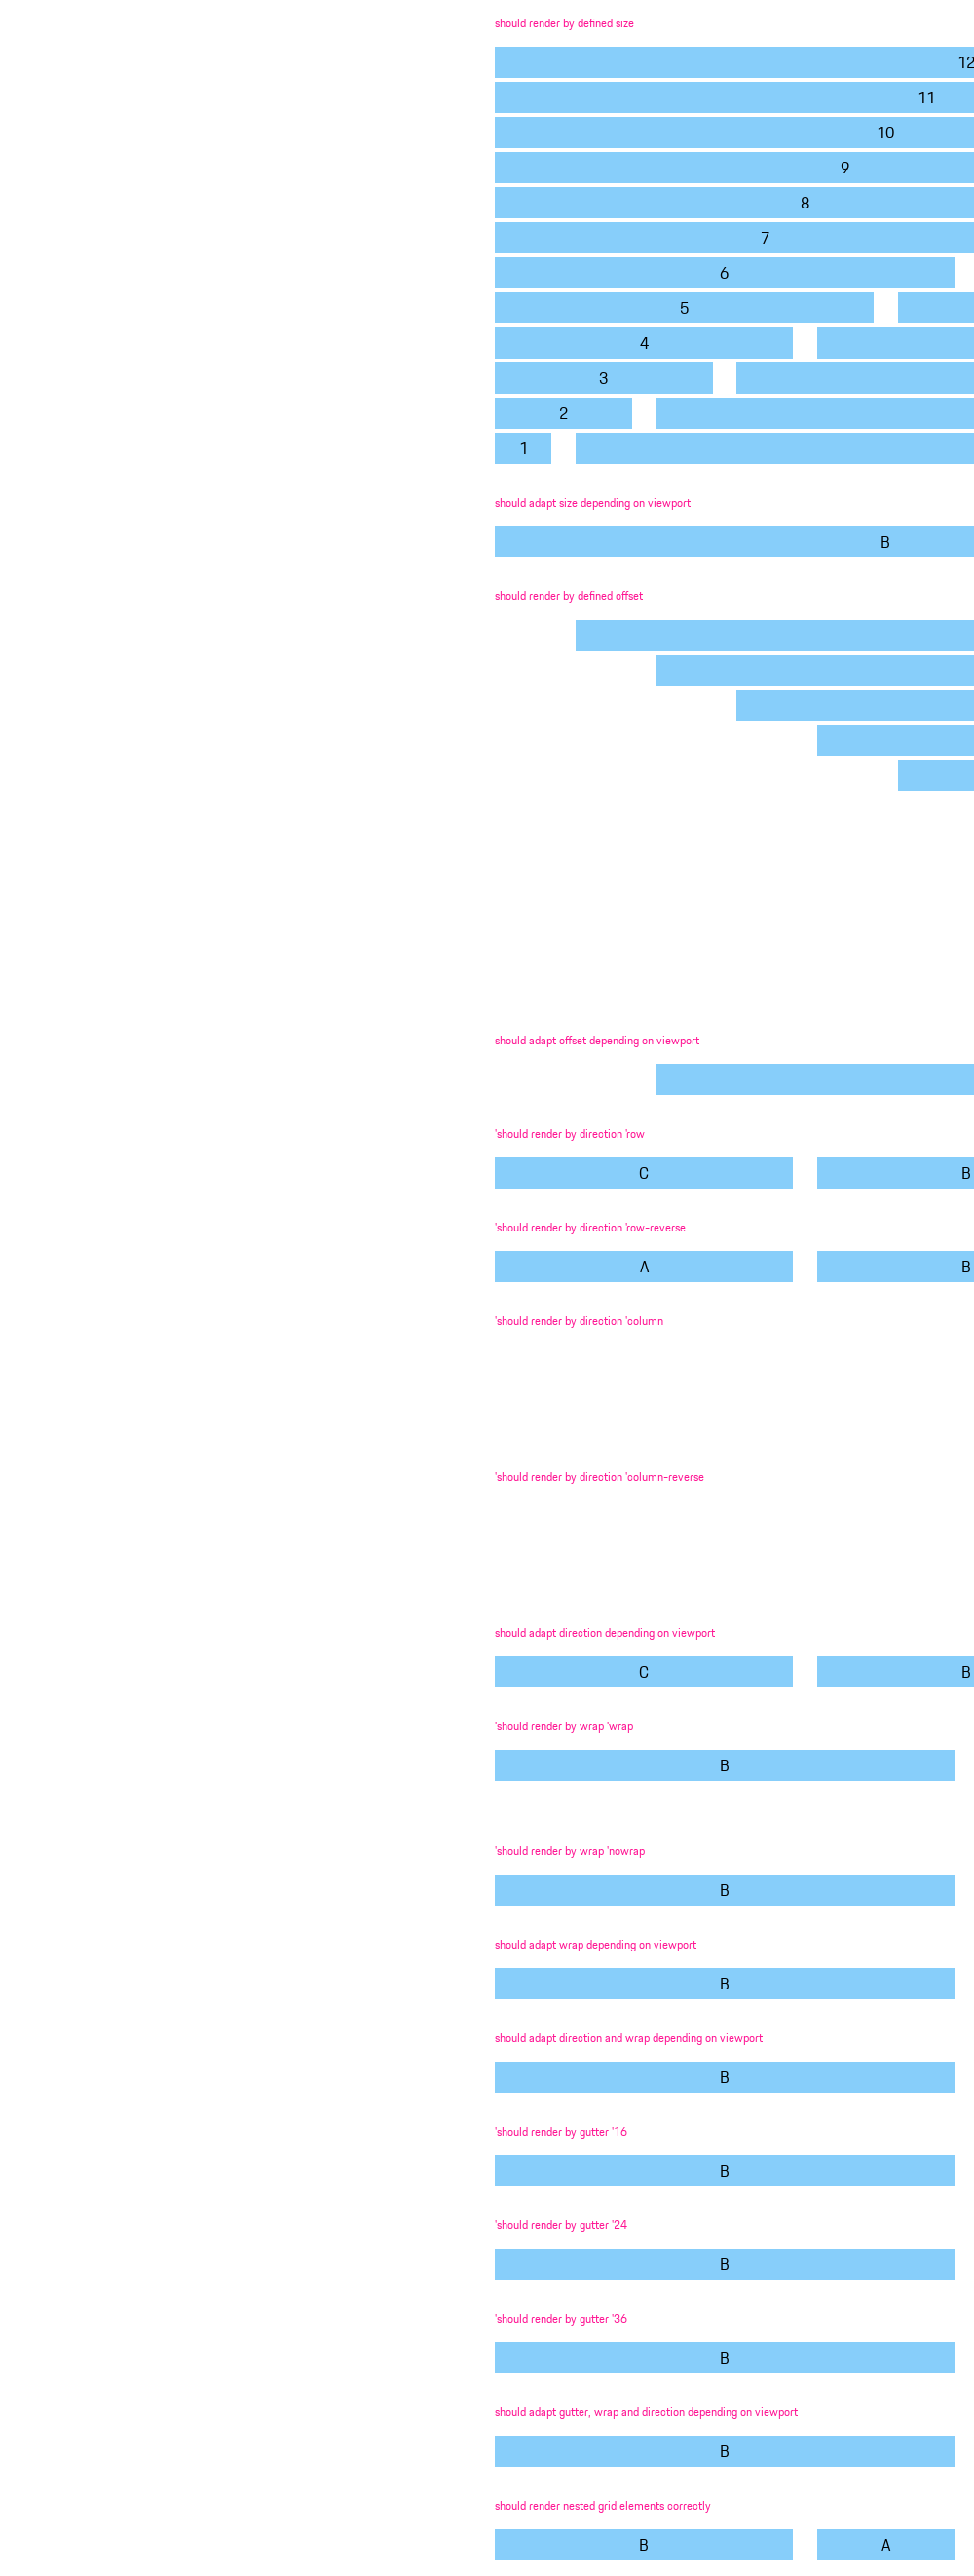 should render by defined size
12
11
10
9
8
7
6
5
4
3
2
1
should adapt size depending on viewport
B
should render by defined offset
should adapt offset depending on viewport
'should render by direction 'row
C B
'should render by direction 'row-reverse
A B
'should render by direction 'column
'should render by direction 'column-reverse
should adapt direction depending on viewport
C B
'should render by wrap 'wrap
B
'should render by wrap 'nowrap
B
should adapt wrap depending on viewport
B
should adapt direction and wrap depending on viewport
B
'should render by gutter '16
B
'should render by gutter '24
B
'should render by gutter '36
B
should adapt gutter, wrap and direction depending on viewport
B
should render nested grid elements correctly
B A